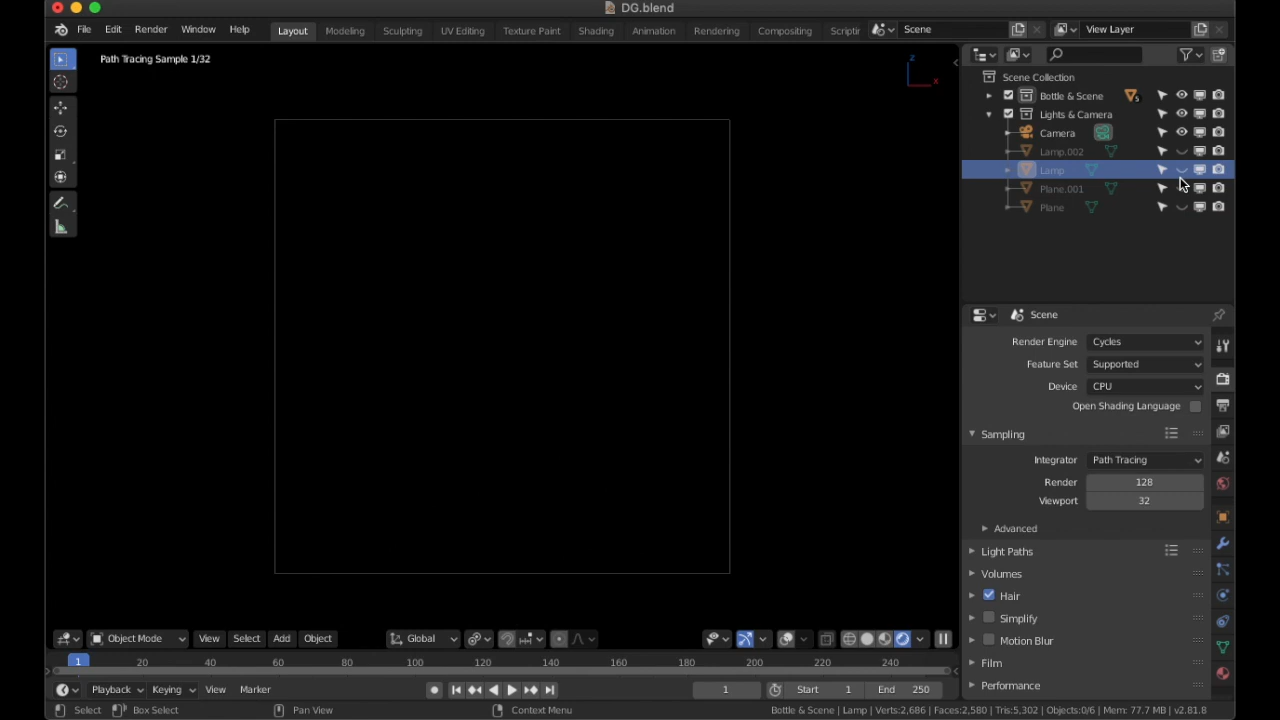 DG.blend
File Edit Render Window Help Layout Modeling Sculpting UV Editing Texture Paint Shading Animation Rendering Compositing Scriptin Scene View Layer
Path Tracing Sample 1/32
z
x
Scene Collection
Bottle & Scene 5
Lights & Camera
Camera
Lamp.002
Lamp
Plane.001
Plane
Scene
Render Engine Cycles
Feature Set Supported
Device CPU
Open Shading Language
Sampling
Integrator Path Tracing
Render 128
Viewport 32
Advanced
Light Paths
Volumes
Hair
Simplify
Motion Blur
Film
Performance
Object Mode View Select Add Object Global
1 20 40 60 80 100 120 140 160 180 200 220 240
Playback Keying View Marker 1 Start 1 End 250
Select Box Select Pan View Context Menu Bottle & Scene | Lamp | Verts:2,686 | Faces:2,580 | Tris:5,302 | Objects:0/6 | Mem: 77.7 MB | v2.81.8